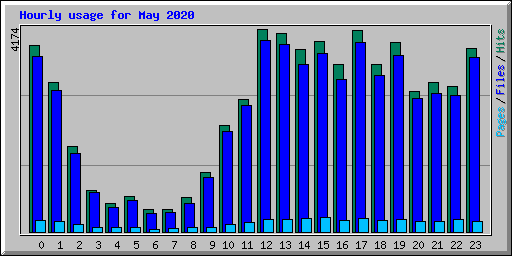 Hourly usage for May 2020
4174
Pages/Files/Hits
0 1 2 3 4 5 6 7 8 9 10 11 12 13 14 15 16 17 18 19 20 21 22 23